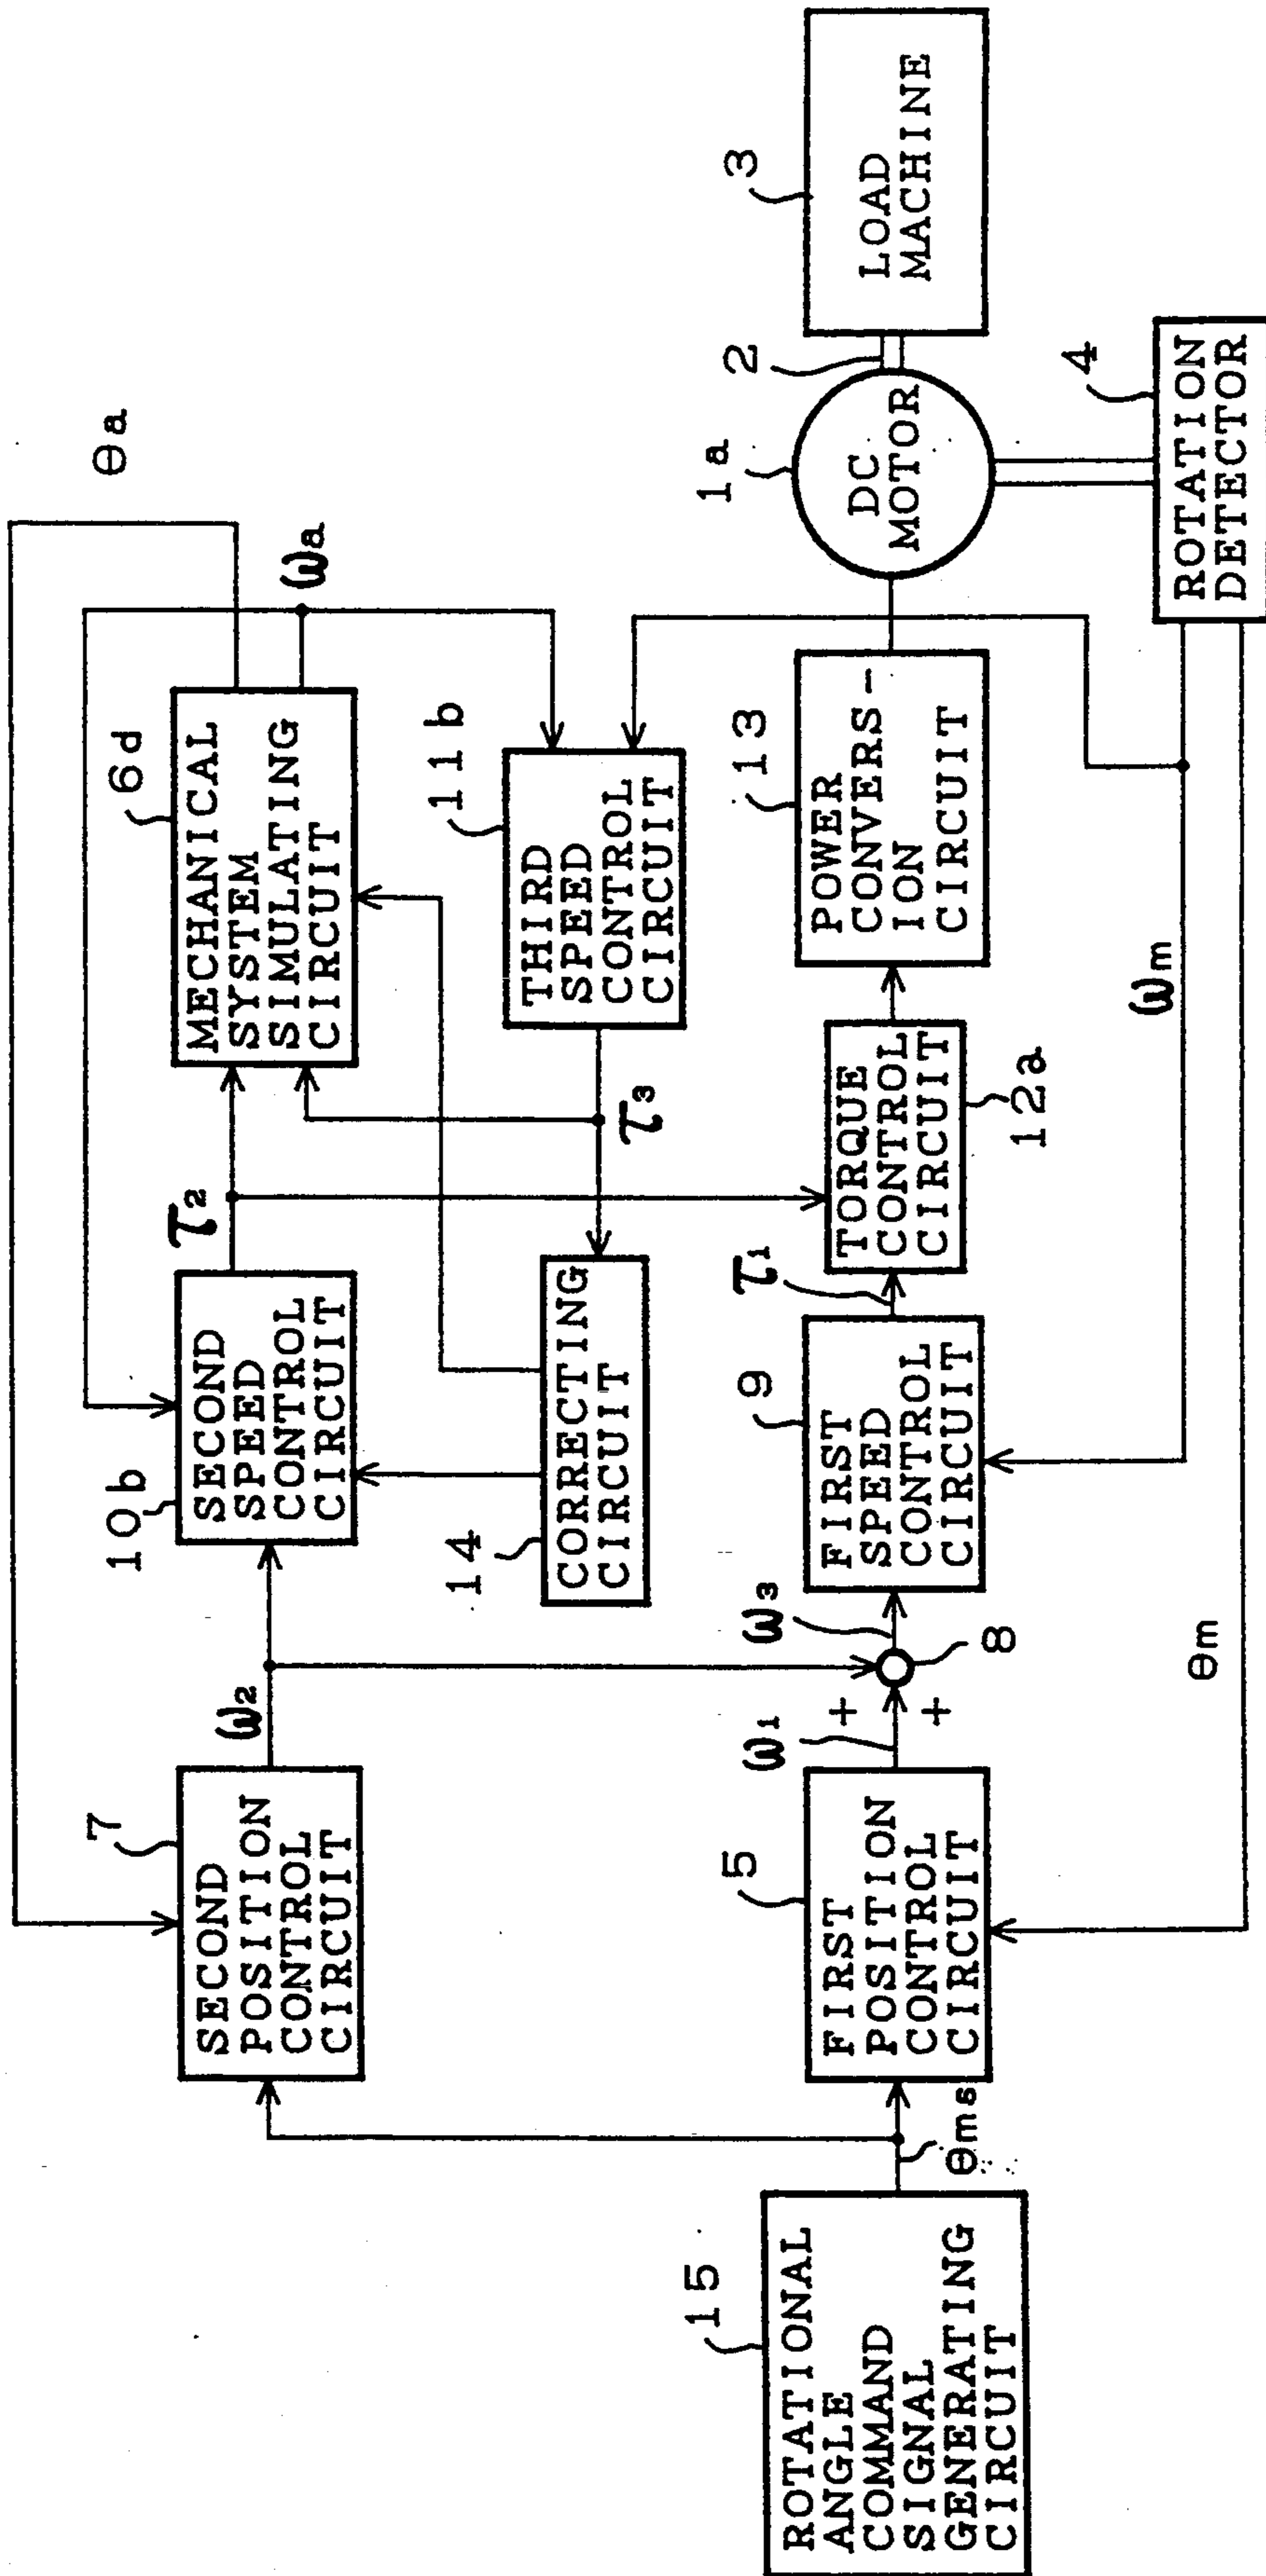 θa
7
SECOND
POSITION
CONTROL
CIRCUIT
ω2
10b
SECOND
SPEED
CONTROL
CIRCUIT
τ2
6d
MECHANICAL
SYSTEM
SIMULATING
CIRCUIT
ωa
14
CORRECTING
CIRCUIT
τ3
11b
THIRD
SPEED
CONTROL
CIRCUIT
15
ROTATIONAL
ANGLE
COMMAND
SIGNAL
GENERATING
CIRCUIT
θms
5
FIRST
POSITION
CONTROL
CIRCUIT
ω1
+
+
8
ω3
9
FIRST
SPEED
CONTROL
CIRCUIT
τ1
TORQUE
CONTROL
CIRCUIT
12a
13
POWER
CONVERS-
ION
CIRCUIT
1a
DC
MOTOR
2
3
LOAD
MACHINE
4
ROTATION
DETECTOR
ωm
θm